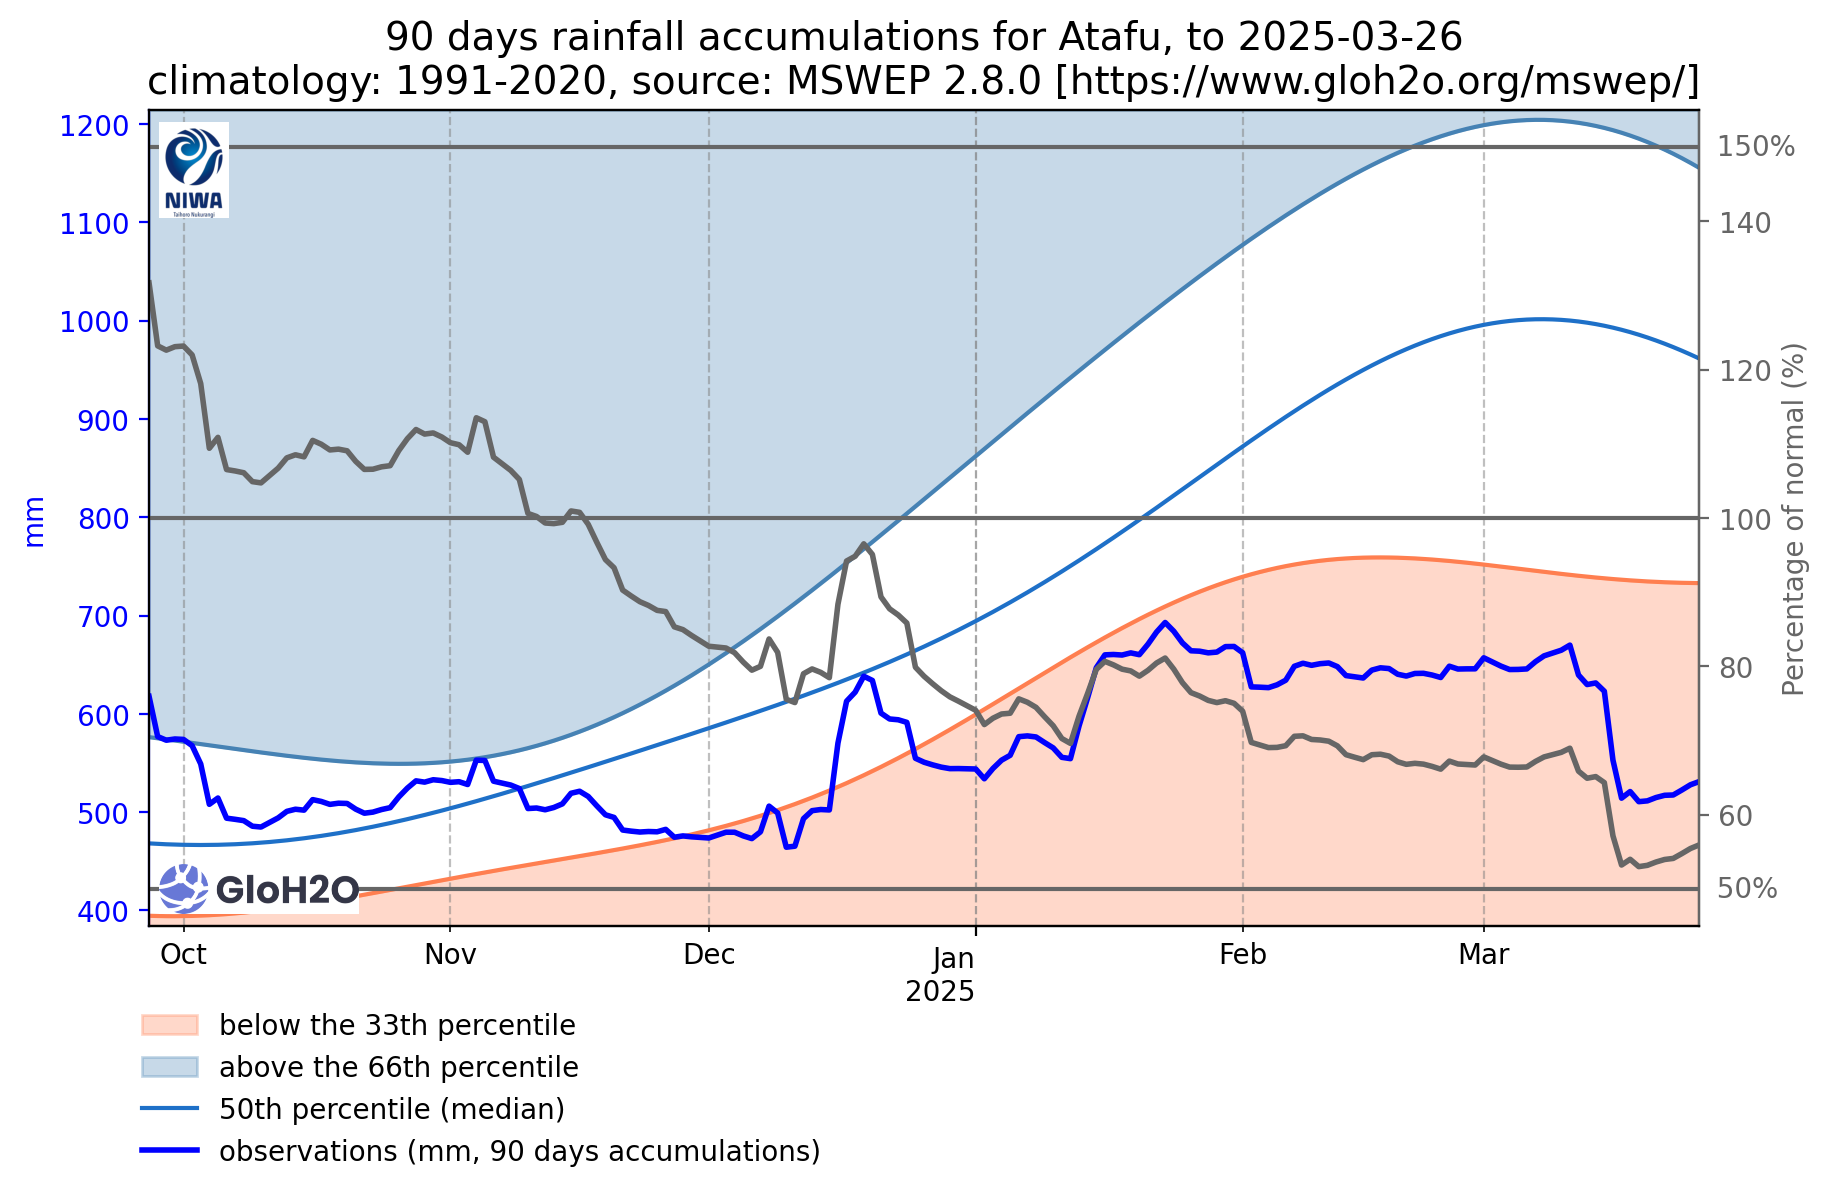 90 days rainfall accumulations for Atafu, to 2025-03-26
climatology: 1991-2020, source: MSWEP 2.8.0 [https://www.gloh2o.org/mswep/]
1200
1100
1000
900
800
700
600
500
400
mm
NIWA
Taihoro Nukurangi
GloH2O
150%
140
120
100
80
60
50%
Percentage of normal (%)
Oct
Nov
Dec
Jan
2025
Feb
Mar
below the 33th percentile
above the 66th percentile
50th percentile (median)
observations (mm, 90 days accumulations)